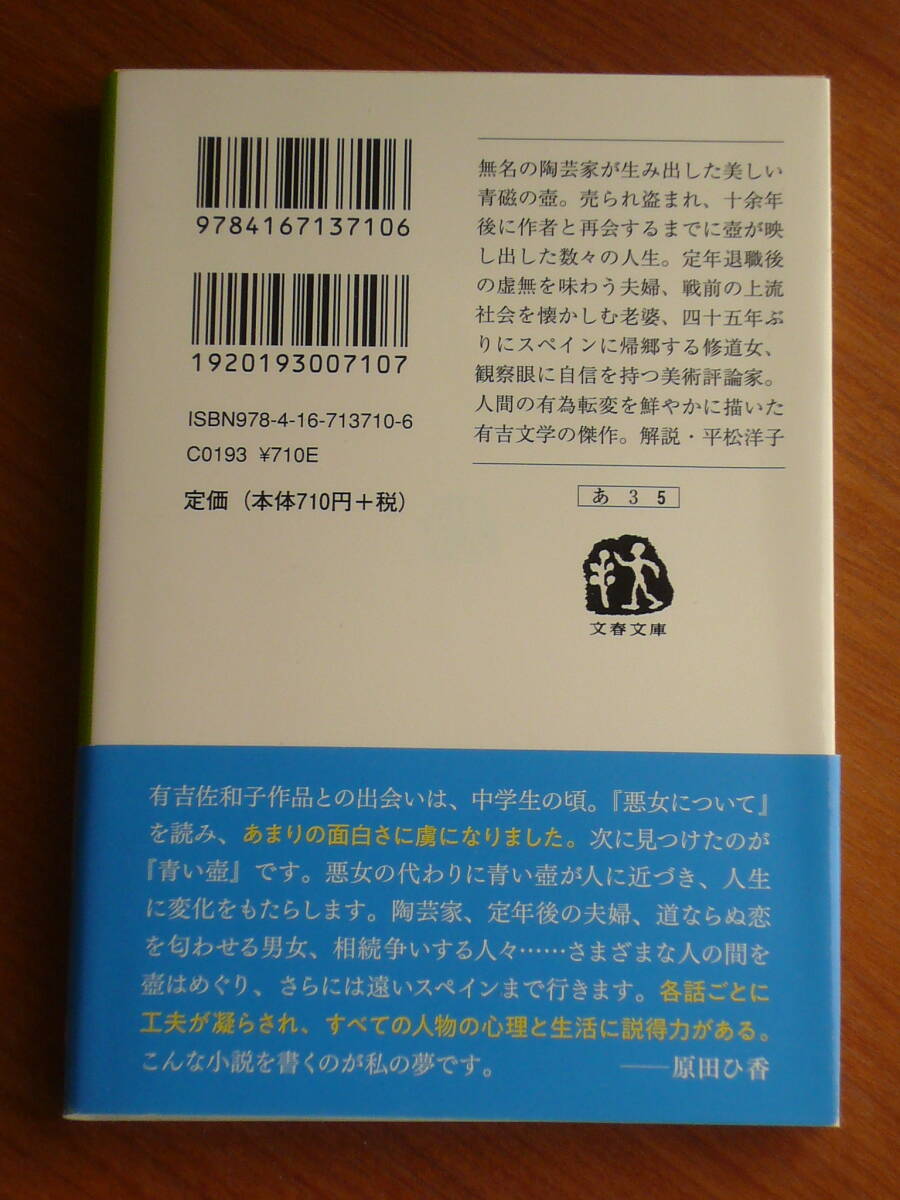 9784167137106
1920193007107
ISBN978-4-16-713710-6
C0193 ¥710E
定価（本体710円＋税）
無名の陶芸家が生み出した美しい
青磁の壺。売られ盗まれ、十余年
後に作者と再会するまでに壺が映
し出した数々の人生。定年退職後
の虚無を味わう夫婦、戦前の上流
社会を懐かしむ老婆、四十五年ぶ
りにスペインに帰郷する修道女、
観察眼に自信を持つ美術評論家。
人間の有為転変を鮮やかに描いた
有吉文学の傑作。解説・平松洋子
あ 3 5
文春文庫
有吉佐和子作品との出会いは、中学生の頃。『悪女について』
を読み、あまりの面白さに虜になりました。次に見つけたのが
『青い壺』です。悪女の代わりに青い壺が人に近づき、人生
に変化をもたらします。陶芸家、定年後の夫婦、道ならぬ恋
を匂わせる男女、相続争いする人々……さまざまな人の間を
壺はめぐり、さらには遠いスペインまで行きます。各話ごとに
工夫が凝らされ、すべての人物の心理と生活に説得力がある。
こんな小説を書くのが私の夢です。 ――原田ひ香